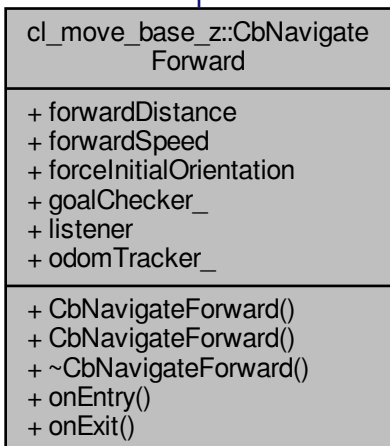 cl_move_base_z::CbNavigate
Forward
+ forwardDistance
+ forwardSpeed
+ forceInitialOrientation
+ goalChecker_
+ listener
+ odomTracker_
+ CbNavigateForward()
+ CbNavigateForward()
+ ~CbNavigateForward()
+ onEntry()
+ onExit()